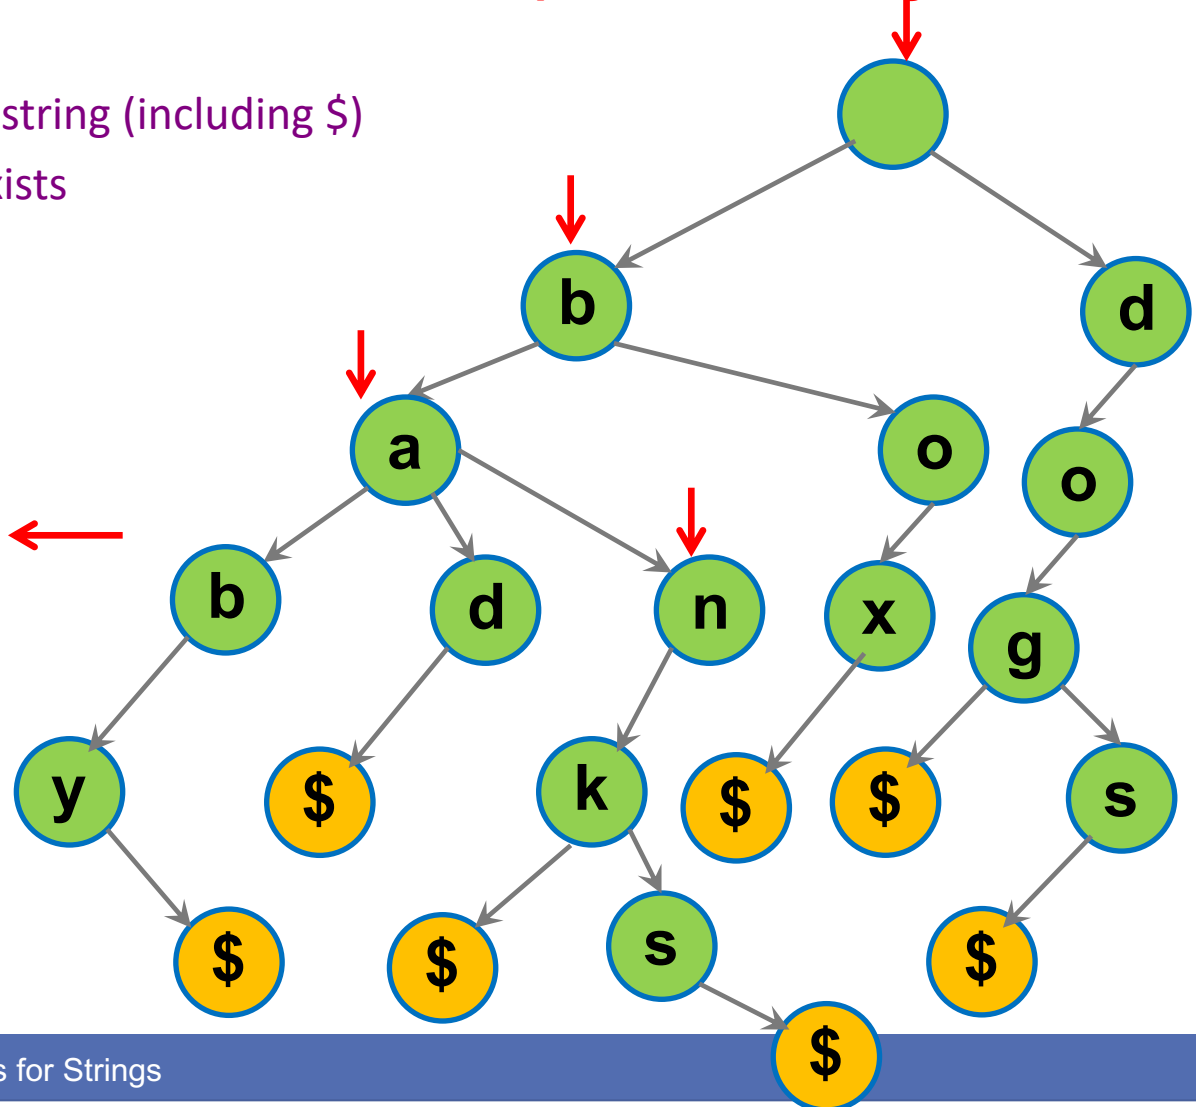 string (including $)
xists
b
d
a
o
o
b
d
n
x
g
y
$
k
$
$
s
$
$
s
$
$
s for Strings